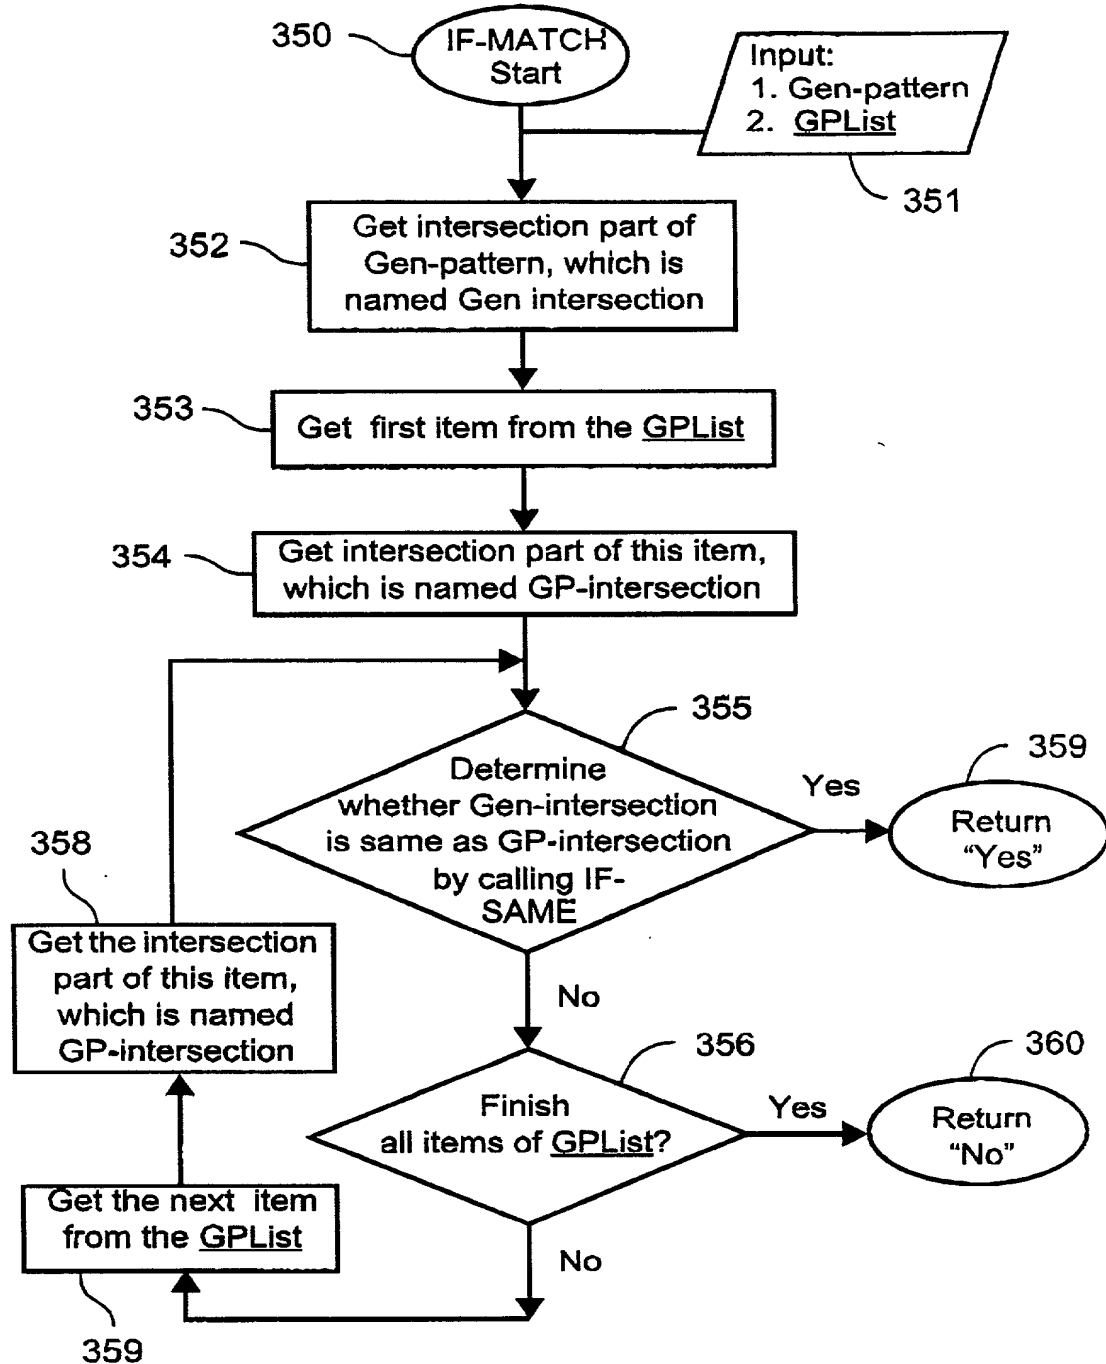 350
IF-MATCH
Start
Input:
1. Gen-pattern
2. GPList
351
352
Get intersection part of
Gen-pattern, which is
named Gen intersection
353
Get first item from the GPList
354
Get intersection part of this item,
which is named GP-intersection
355
Determine
whether Gen-intersection
is same as GP-intersection
by calling IF-
SAME
Yes
359
Return
“Yes”
358
Get the intersection
part of this item,
which is named
GP-intersection
No
356
Finish
all items of GPList?
Yes
360
Return
“No”
Get the next item
from the GPList
No
359